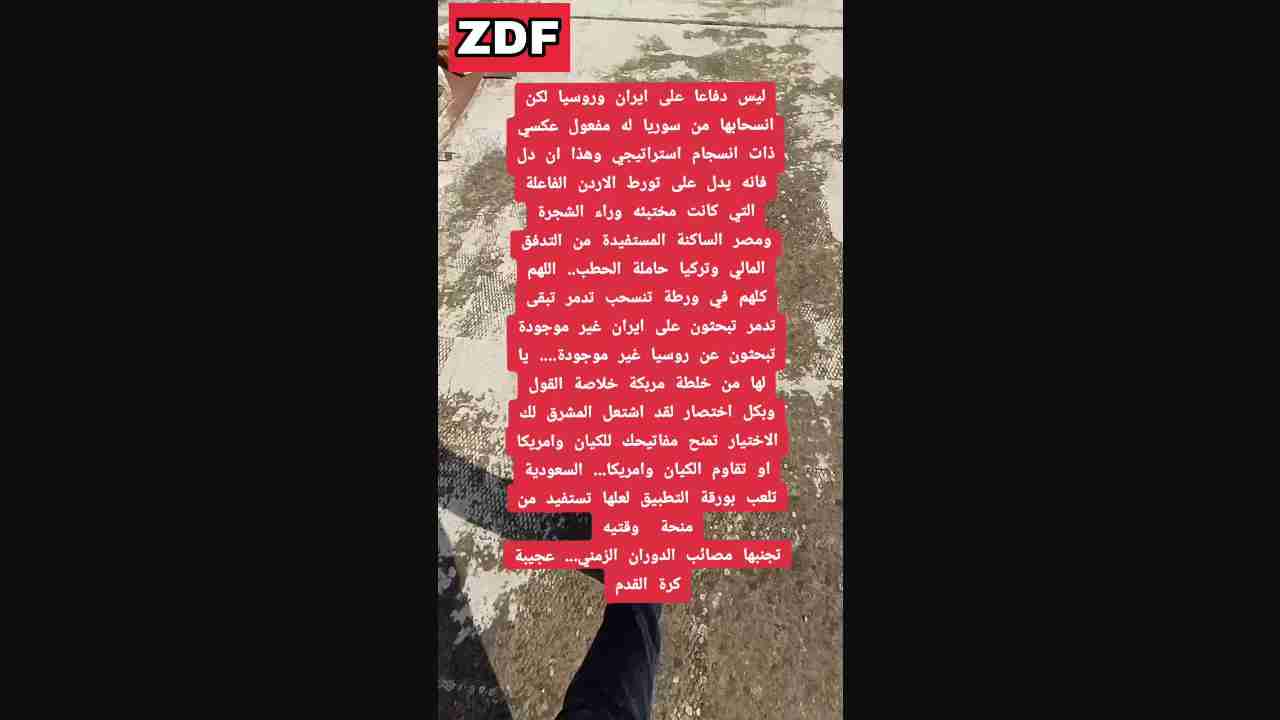 ZDF
ليس دفاعا على ايران وروسيا لكن
انسحابها من سوريا له مفعول عكسي
ذات انسجام استراتيجي وهذا ان دل
فانه يدل على تورط الاردن الفاعلة
التي كانت مختبئه وراء الشجرة
ومصر الساكنة المستفيدة من التدفق
المالي وتركيا حاملة الحطب.. اللهم
كلهم في ورطة تنسحب تدمر تبقى
تدمر تبحثون على ايران غير موجودة
تبحثون عن روسيا غير موجودة.... يا
لها من خلطة مربكة خلاصة القول
وبكل اختصار لقد اشتعل المشرق لك
الاختيار تمنح مفاتيحك للكيان وامريكا
او تقاوم الكيان وامريكا... السعودية
تلعب بورقة التطبيق لعلها تستفيد من
منحة وقتيه
تجنبها مصائب الدوران الزمني... عجيبة
كرة القدم